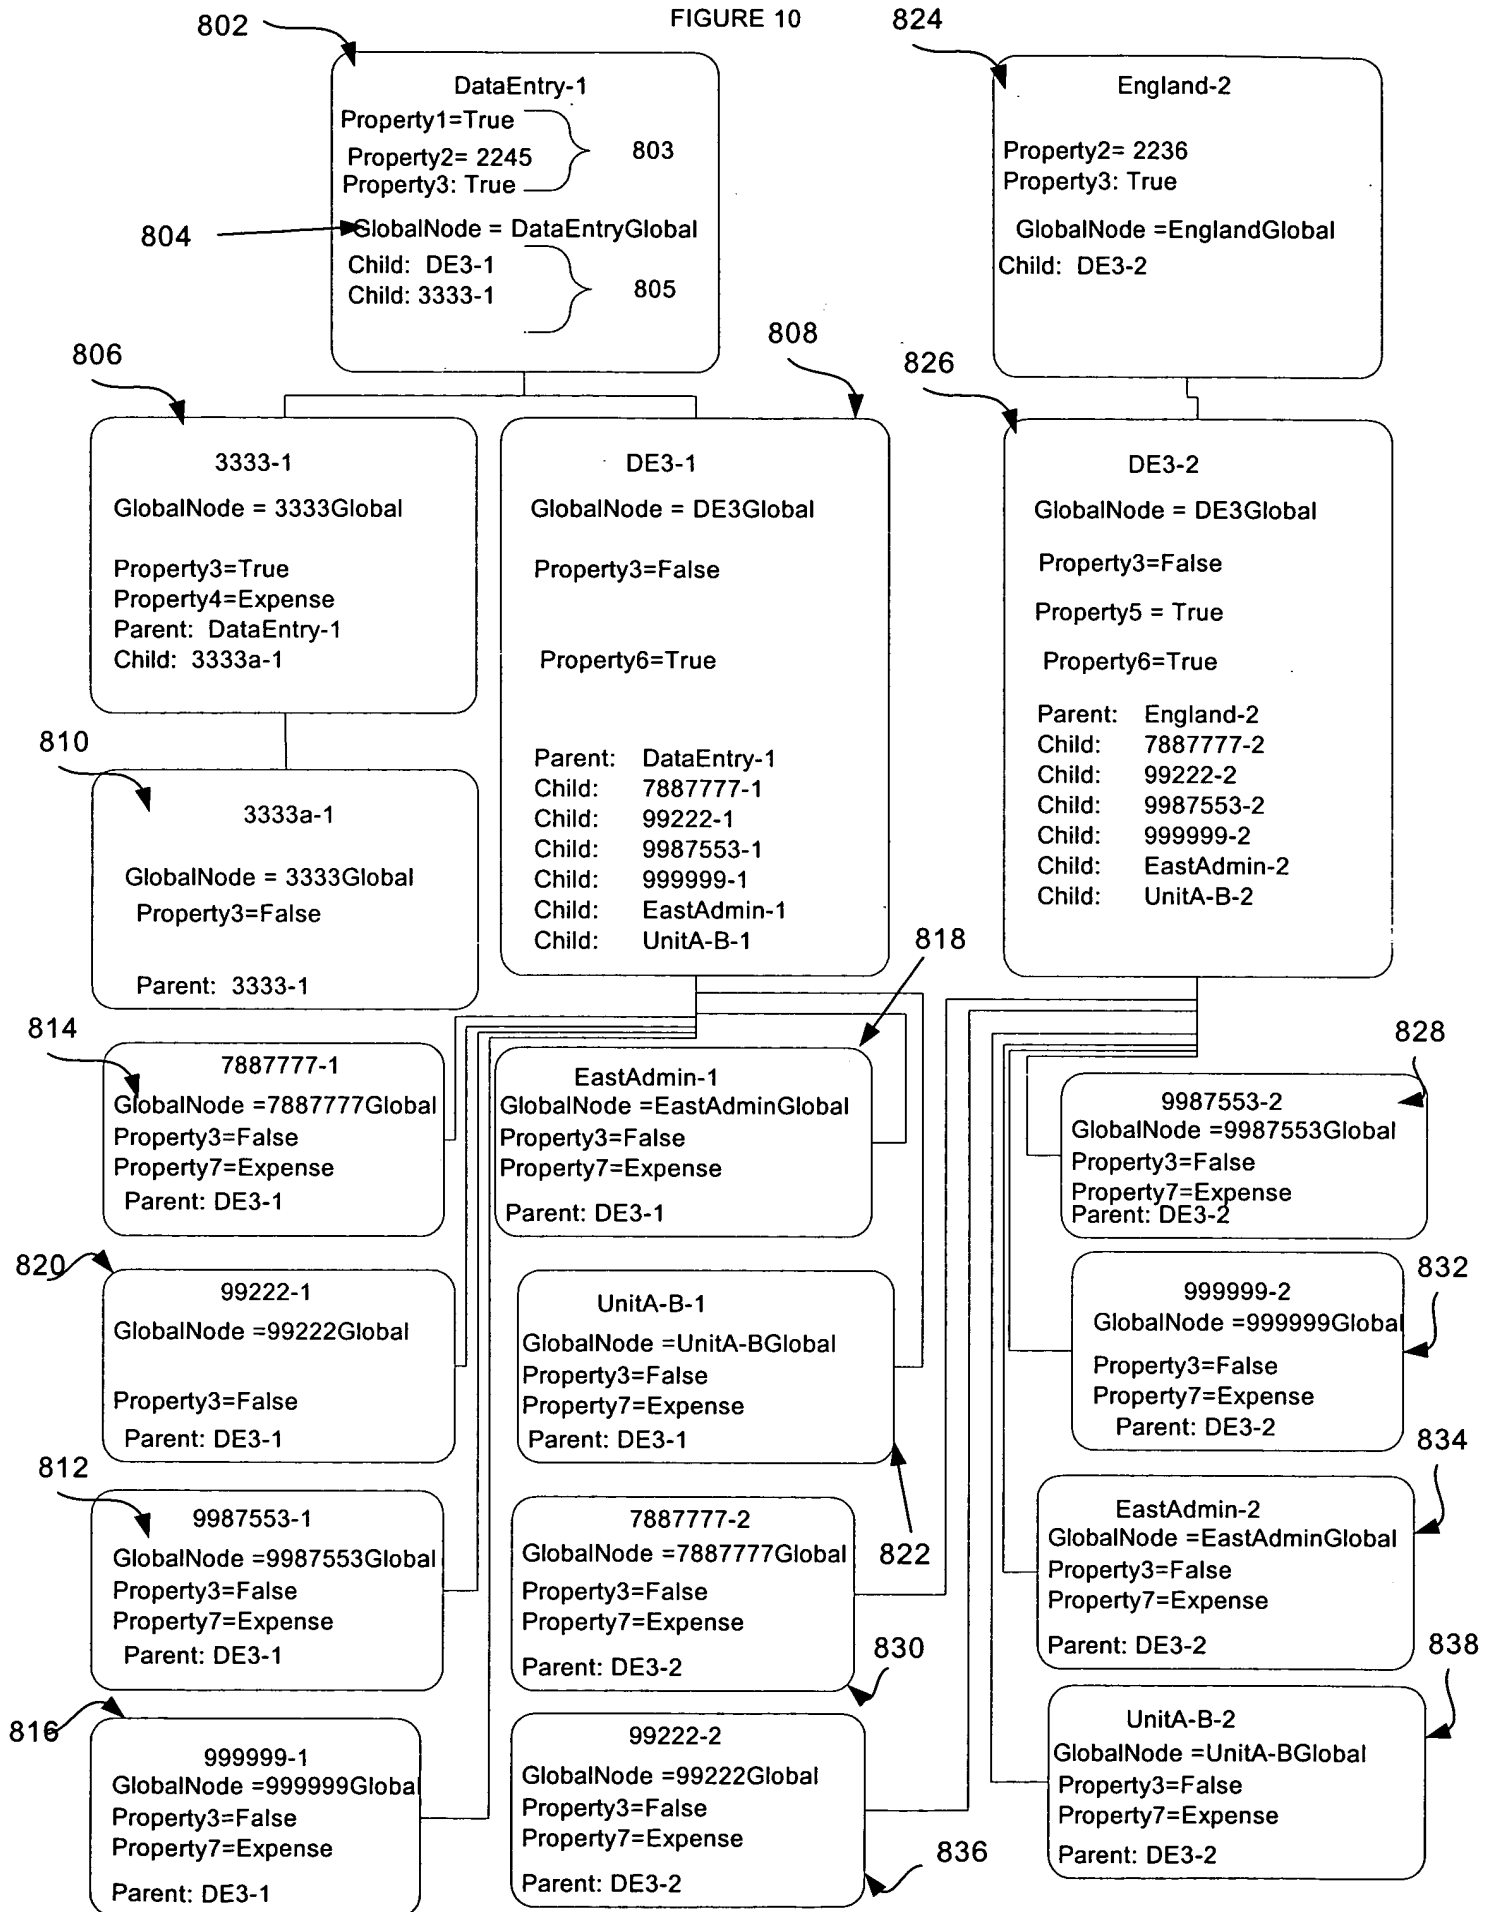 FIGURE 10
802
DataEntry-1
Property1=True
Property2= 2245
Property3: True
803
804
GlobalNode = DataEntryGlobal
Child: DE3-1
Child: 3333-1
805
824
England-2
Property2= 2236
Property3: True
GlobalNode =EnglandGlobal
Child: DE3-2
806
3333-1
GlobalNode = 3333Global
Property3=True
Property4=Expense
Parent: DataEntry-1
Child: 3333a-1
808
DE3-1
GlobalNode = DE3Global
Property3=False
Property6=True
Parent: DataEntry-1
Child: 7887777-1
Child: 99222-1
Child: 9987553-1
Child: 999999-1
Child: EastAdmin-1
Child: UnitA-B-1
826
DE3-2
GlobalNode = DE3Global
Property3=False
Property5 = True
Property6=True
Parent: England-2
Child: 7887777-2
Child: 99222-2
Child: 9987553-2
Child: 999999-2
Child: EastAdmin-2
Child: UnitA-B-2
810
3333a-1
GlobalNode = 3333Global
Property3=False
Parent: 3333-1
814
7887777-1
GlobalNode =7887777Global
Property3=False
Property7=Expense
Parent: DE3-1
818
EastAdmin-1
GlobalNode =EastAdminGlobal
Property3=False
Property7=Expense
Parent: DE3-1
828
9987553-2
GlobalNode =9987553Global
Property3=False
Property7=Expense
Parent: DE3-2
820
99222-1
GlobalNode =99222Global
Property3=False
Parent: DE3-1
UnitA-B-1
GlobalNode =UnitA-BGlobal
Property3=False
Property7=Expense
Parent: DE3-1
822
832
999999-2
GlobalNode =999999Global
Property3=False
Property7=Expense
Parent: DE3-2
812
9987553-1
GlobalNode =9987553Global
Property3=False
Property7=Expense
Parent: DE3-1
7887777-2
GlobalNode =7887777Global
Property3=False
Property7=Expense
Parent: DE3-2
830
834
EastAdmin-2
GlobalNode =EastAdminGlobal
Property3=False
Property7=Expense
Parent: DE3-2
816
999999-1
GlobalNode =999999Global
Property3=False
Property7=Expense
Parent: DE3-1
99222-2
GlobalNode =99222Global
Property3=False
Property7=Expense
Parent: DE3-2
836
838
UnitA-B-2
GlobalNode =UnitA-BGlobal
Property3=False
Property7=Expense
Parent: DE3-2